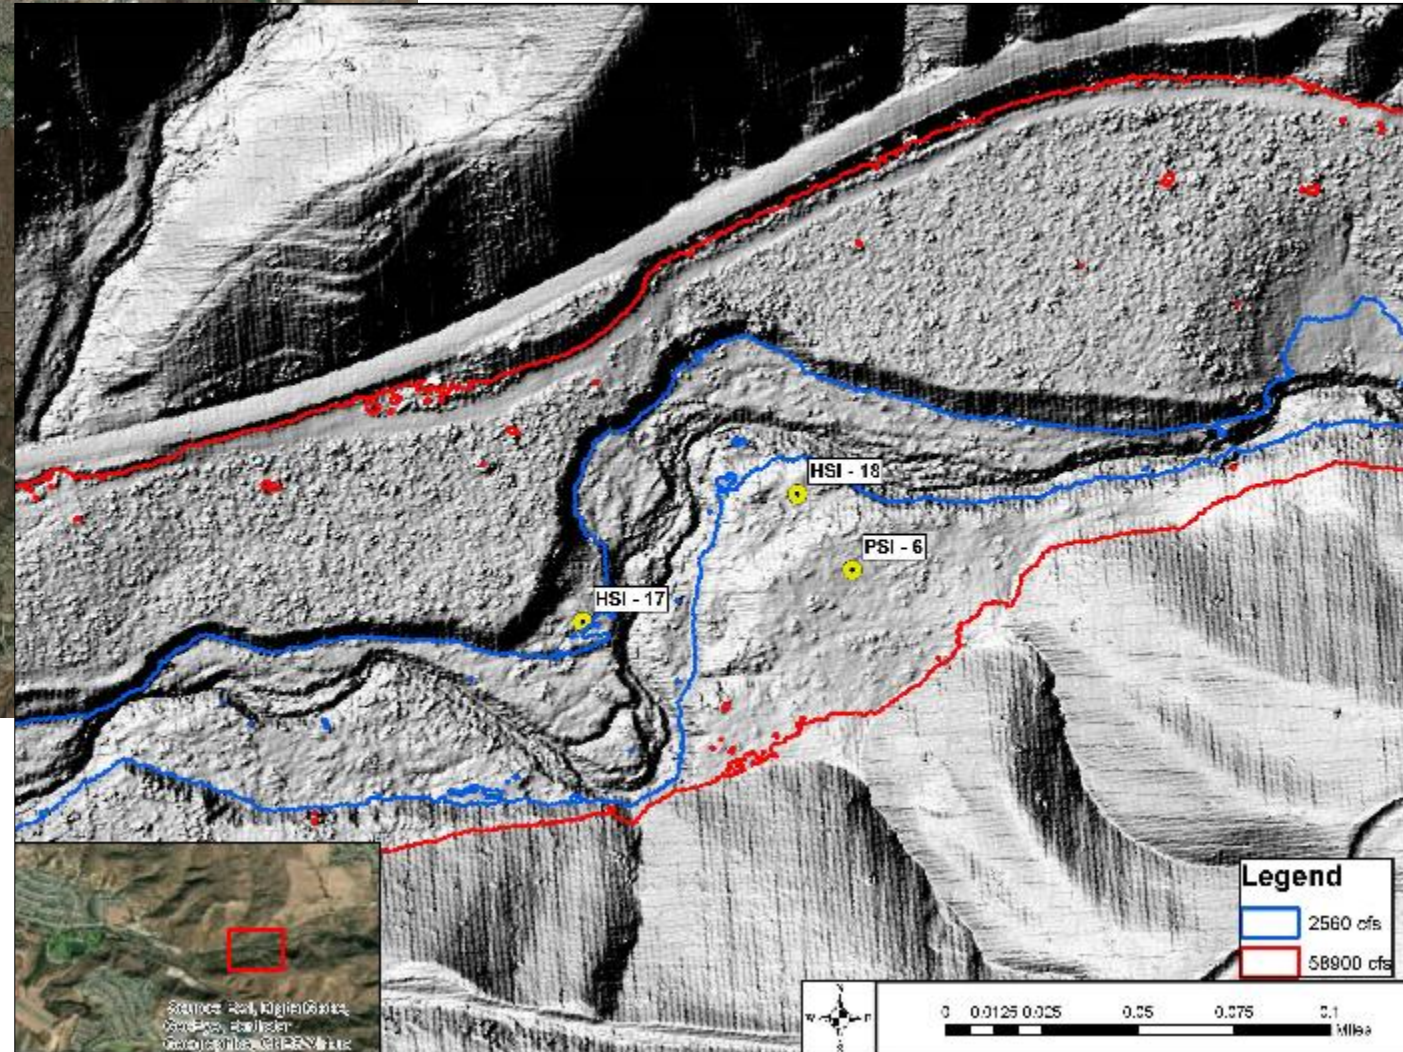 HSI - 18
PSI - 6
HSI - 17
Legend
2560 cfs
58900 cfs
N
W
E
S
0 0.0125 0.025 0.05 0.075 0.1
Miles